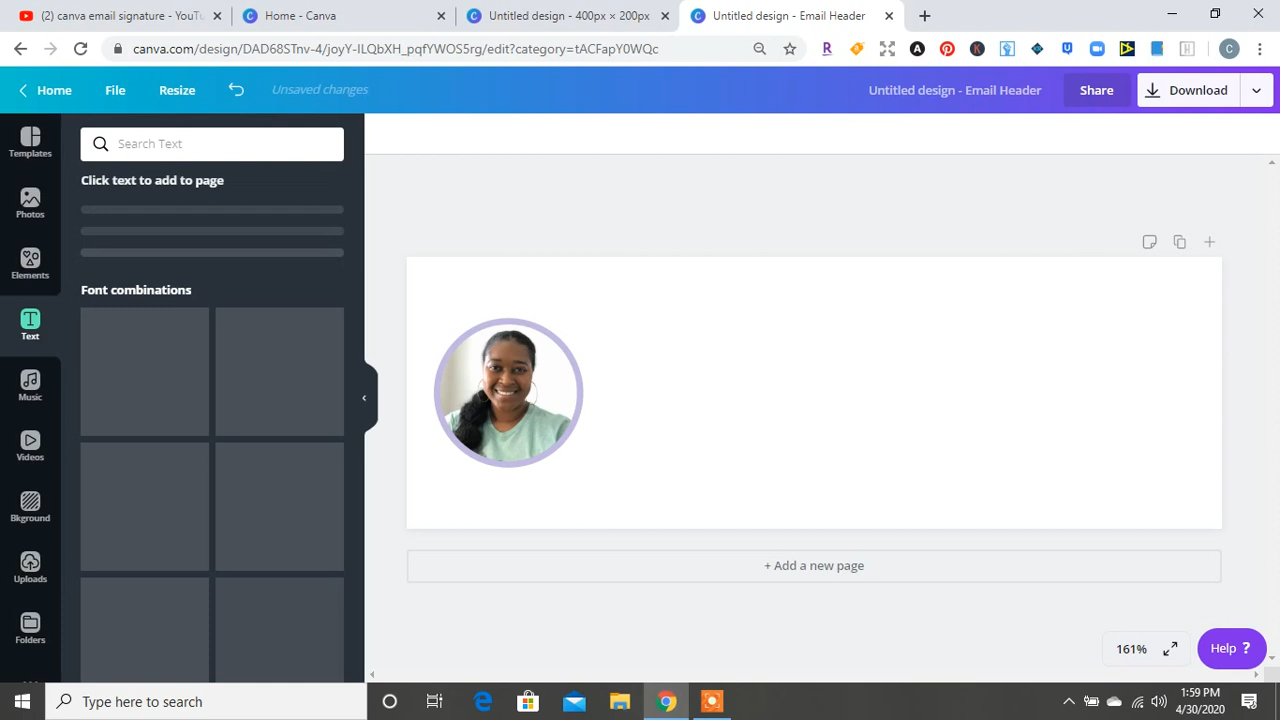 (2) canva email signature - YouTu
Home - Canva
Untitled design - 400px × 200px
Untitled design - Email Header
canva.com/design/DAD68STnv-4/joyY-ILQbXH_pqfYWOS5rg/edit?category=tACFapY0WQc
Home
File
Resize
Unsaved changes
Untitled design - Email Header
Share
Download
Templates
Photos
Elements
Text
Music
Videos
Bkground
Uploads
Folders
Search Text
Click text to add to page
Font combinations
+ Add a new page
161%
Help ?
Type here to search
1:59 PM
4/30/2020